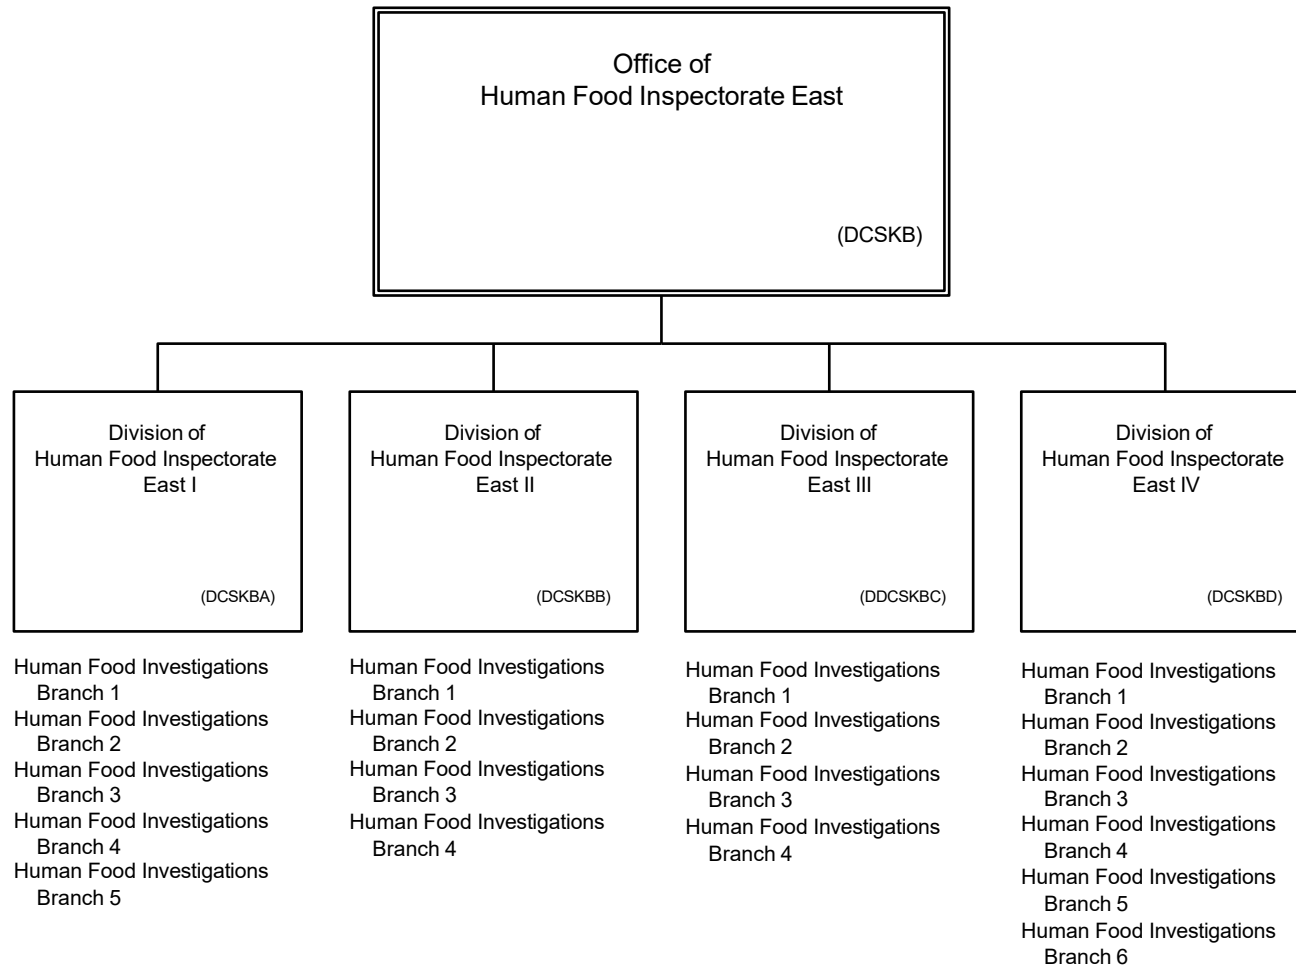 Office of
Human Food Inspectorate East
(DCSKB)
Division of
Human Food Inspectorate
East I
(DCSKBA)
Division of
Human Food Inspectorate
East II
(DCSKBB)
Division of
Human Food Inspectorate
East III
(DDCSKBC)
Division of
Human Food Inspectorate
East IV
(DCSKBD)
Human Food Investigations
Branch 1
Human Food Investigations
Branch 2
Human Food Investigations
Branch 3
Human Food Investigations
Branch 4
Human Food Investigations
Branch 5
Human Food Investigations
Branch 1
Human Food Investigations
Branch 2
Human Food Investigations
Branch 3
Human Food Investigations
Branch 4
Human Food Investigations
Branch 1
Human Food Investigations
Branch 2
Human Food Investigations
Branch 3
Human Food Investigations
Branch 4
Human Food Investigations
Branch 1
Human Food Investigations
Branch 2
Human Food Investigations
Branch 3
Human Food Investigations
Branch 4
Human Food Investigations
Branch 5
Human Food Investigations
Branch 6